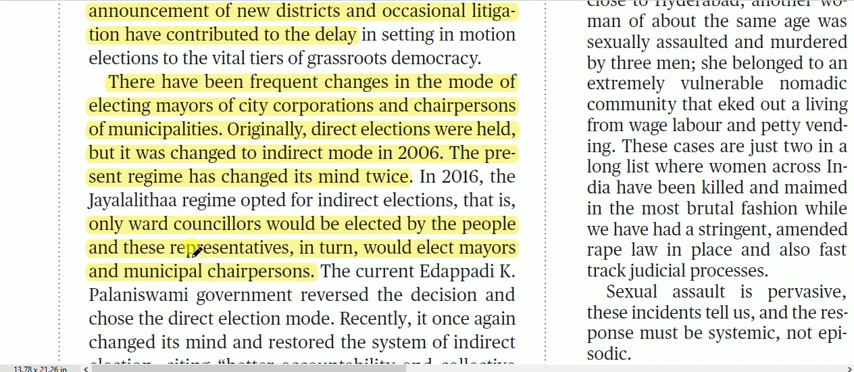 announcement of new districts and occasional litiga-
tion have contributed to the delay in setting in motion
elections to the vital tiers of grassroots democracy.
There have been frequent changes in the mode of
electing mayors of city corporations and chairpersons
of municipalities. Originally, direct elections were held,
but it was changed to indirect mode in 2006. The pre-
sent regime has changed its mind twice. In 2016, the
Jayalalithaa regime opted for indirect elections, that is,
only ward councillors would be elected by the people
and these representatives, in turn, would elect mayors
and municipal chairpersons. The current Edappadi K.
Palaniswami government reversed the decision and
chose the direct election mode. Recently, it once again
changed its mind and restored the system of indirect
election, citing “better accountability and collective
close to Hyderabad, another wo-
man of about the same age was
sexually assaulted and murdered
by three men; she belonged to an
extremely vulnerable nomadic
community that eked out a living
from wage labour and petty vend-
ing. These cases are just two in a
long list where women across In-
dia have been killed and maimed
in the most brutal fashion while
we have had a stringent, amended
rape law in place and also fast
track judicial processes.
Sexual assault is pervasive,
these incidents tell us, and the res-
ponse must be systemic, not epi-
sodic.
13.78 x 21.26 in